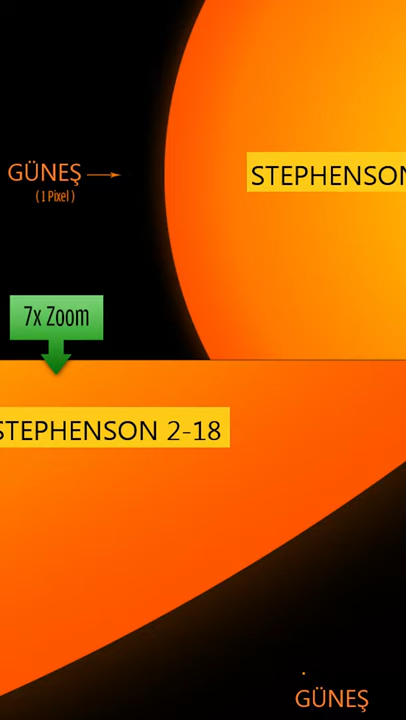 GÜNEŞ
( 1 Pixel )
STEPHENSON
7x Zoom
STEPHENSON 2-18
GÜNEŞ